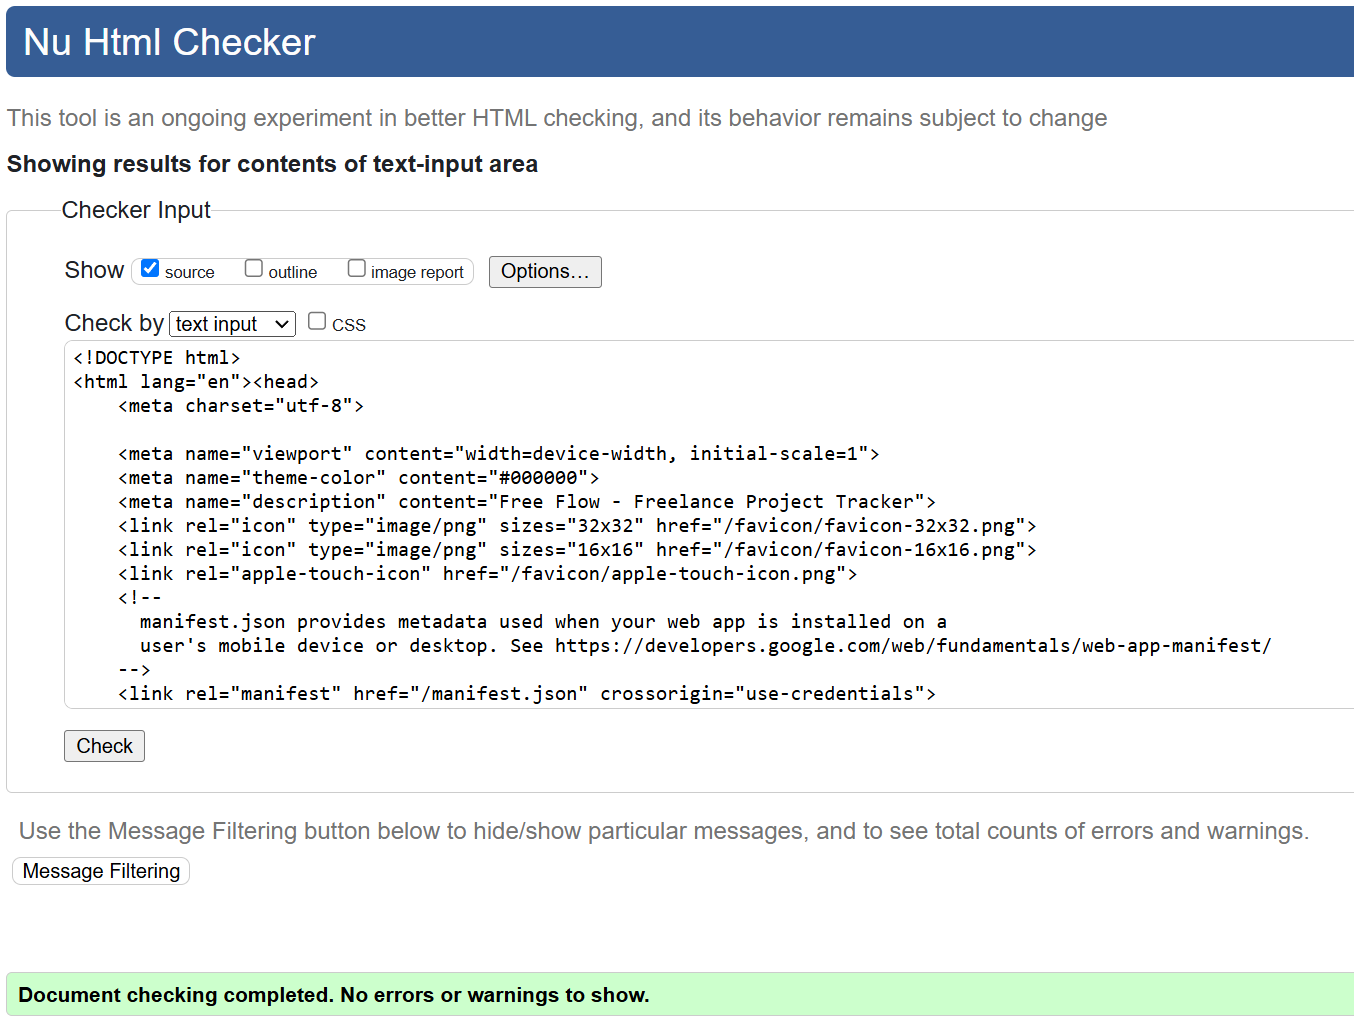 Nu Html Checker
This tool is an ongoing experiment in better HTML checking, and its behavior remains subject to change
Showing results for contents of text-input area
Checker Input
Show source outline image report Options...
Check by text input CSS
<!DOCTYPE html>
<html lang="en"><head>
    <meta charset="utf-8">

    <meta name="viewport" content="width=device-width, initial-scale=1">
    <meta name="theme-color" content="#000000">
    <meta name="description" content="Free Flow - Freelance Project Tracker">
    <link rel="icon" type="image/png" sizes="32x32" href="/favicon/favicon-32x32.png">
    <link rel="icon" type="image/png" sizes="16x16" href="/favicon/favicon-16x16.png">
    <link rel="apple-touch-icon" href="/favicon/apple-touch-icon.png">
    <!--
      manifest.json provides metadata used when your web app is installed on a
      user's mobile device or desktop. See https://developers.google.com/web/fundamentals/web-app-manifest/
    -->
    <link rel="manifest" href="/manifest.json" crossorigin="use-credentials">
Check
Use the Message Filtering button below to hide/show particular messages, and to see total counts of errors and warnings.
Message Filtering
Document checking completed. No errors or warnings to show.